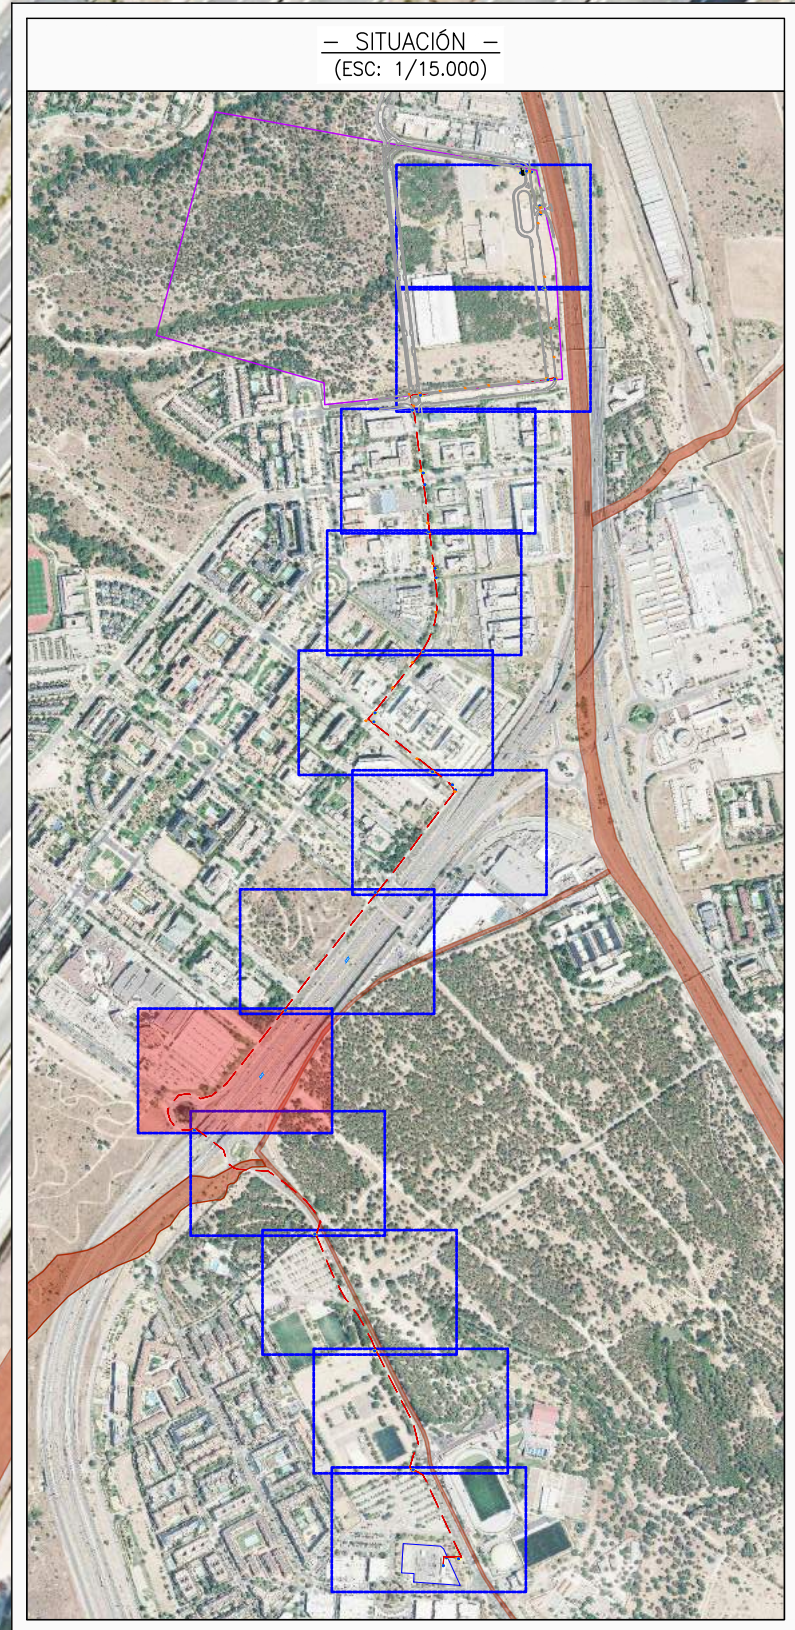 – SITUACIÓN –
(ESC: 1/15.000)